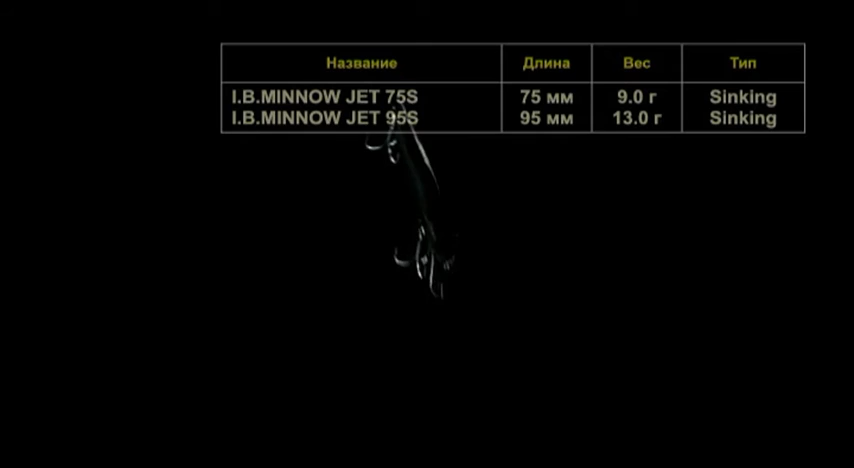 Название Длина Вес Тип
I.B.MINNOW JET 75S 75 мм 9.0 г Sinking
I.B.MINNOW JET 95S 95 мм 13.0 г Sinking